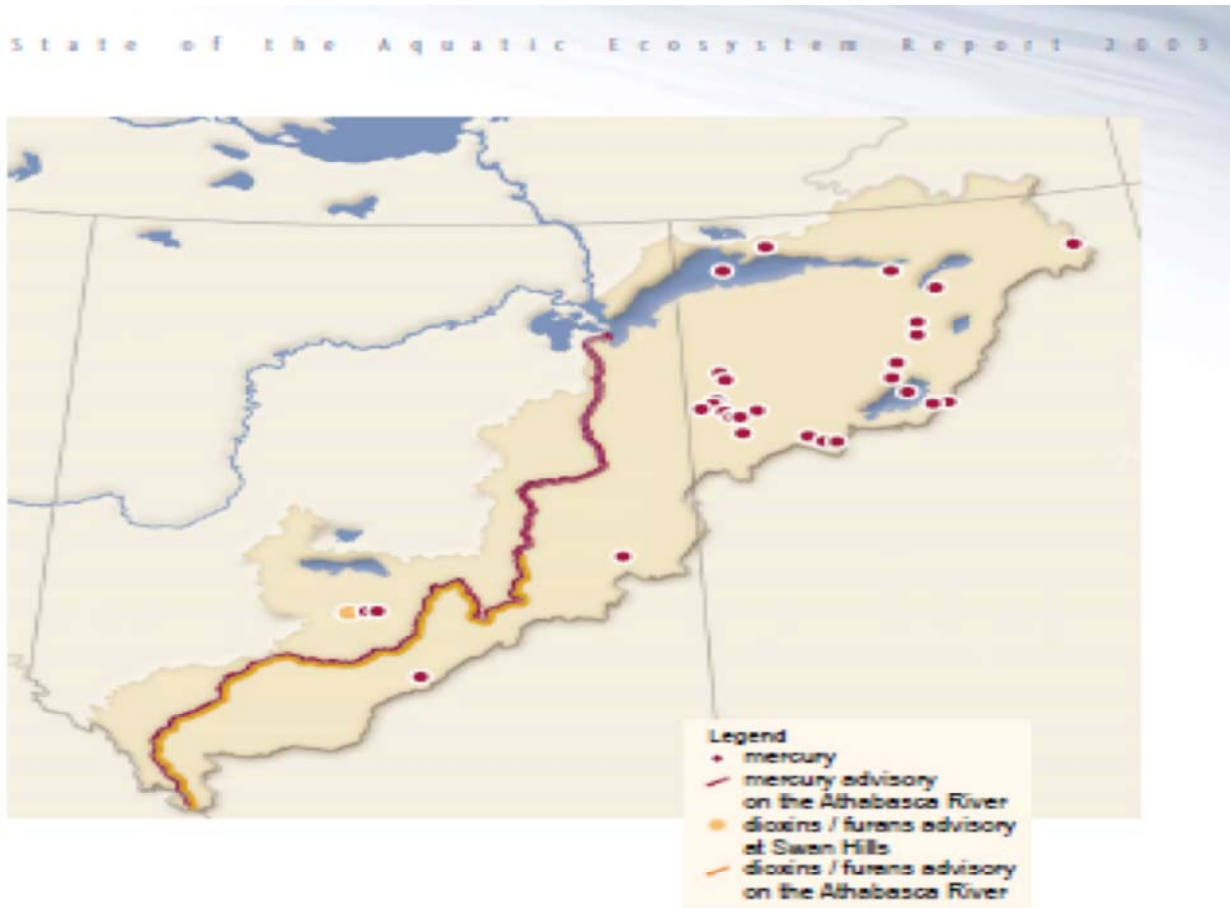 State of the Aquatic Ecosystem Report 2003
Legend
mercury
mercury advisory
on the Athabasca River
dioxins / furans advisory
at Swan Hills
dioxins / furans advisory
on the Athabasca River